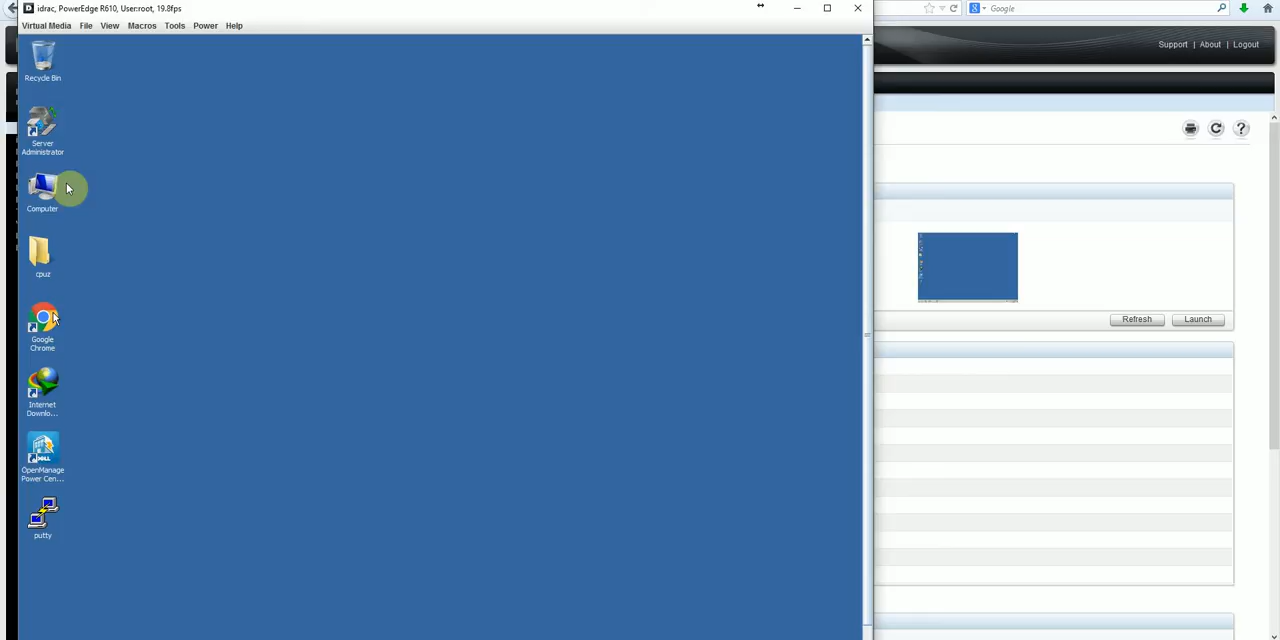 idrac, PowerEdge R610, User:root, 19.8fps
Virtual Media File View Macros Tools Power Help
Google
Support | About | Logout
Recycle Bin
Server
Administrator
Computer
cpuz
Google
Chrome
Internet
Downlo...
OpenManage
Power Cen...
putty
Refresh Launch